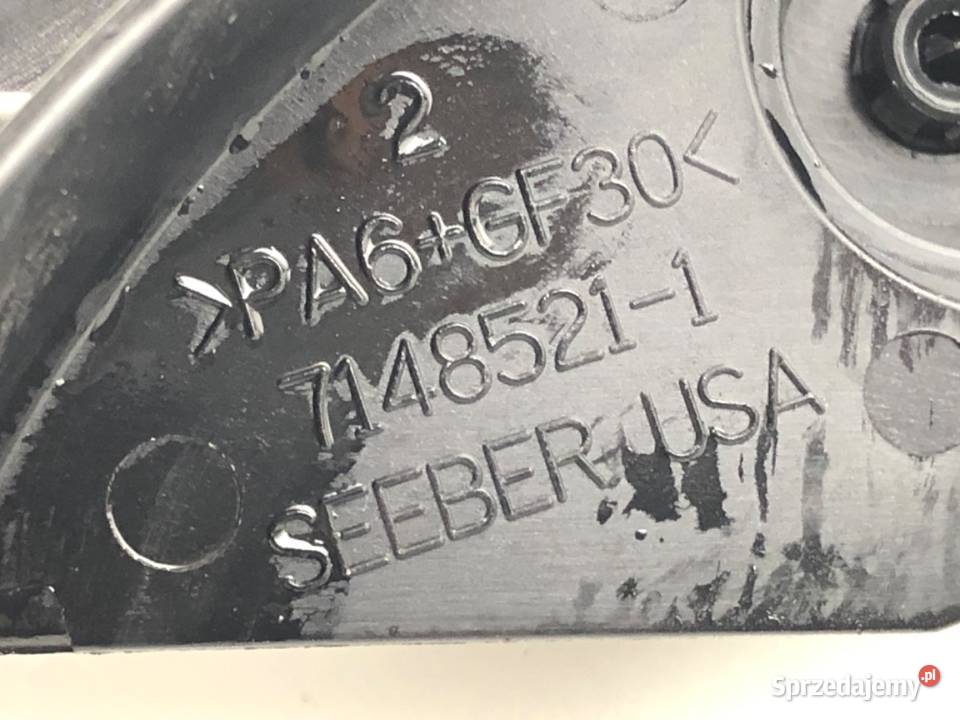 2
>PA6+GF30<
7148521-1
SEEBER-USA
Sprzedajemy.pl